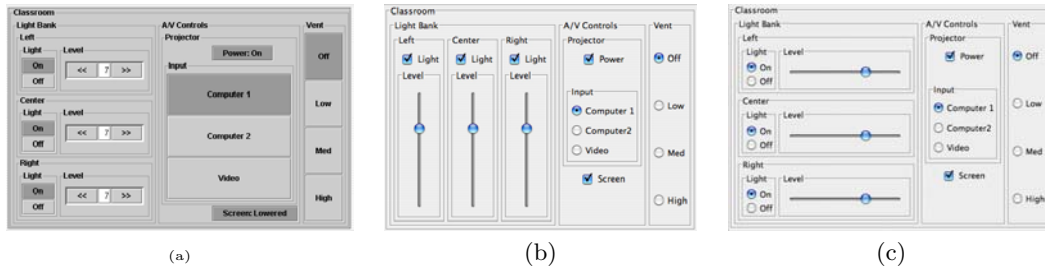 Classroom
Light Bank
Left
Light Level
On
Off
<< 7 >>
Center
Light Level
On
Off
<< 7 >>
Right
Light Level
On
Off
<< 7 >>
A/V Controls
Projector
Power: On
Input
Computer 1
Computer 2
Video
Screen: Lowered
Vent
Off
Low
Med
High
(a)
Classroom
Light Bank
Left Center Right
Light Light Light
Level Level Level
A/V Controls
Projector
Power
Input
Computer 1
Computer2
Video
Screen
Vent
Off
Low
Med
High
(b)
Classroom
Light Bank
Left
Light Level
On
Off
Center
Light Level
On
Off
Right
Light Level
On
Off
A/V Controls
Projector
Power
Input
Computer 1
Computer2
Video
Screen
Vent
Off
Low
Med
High
(c)